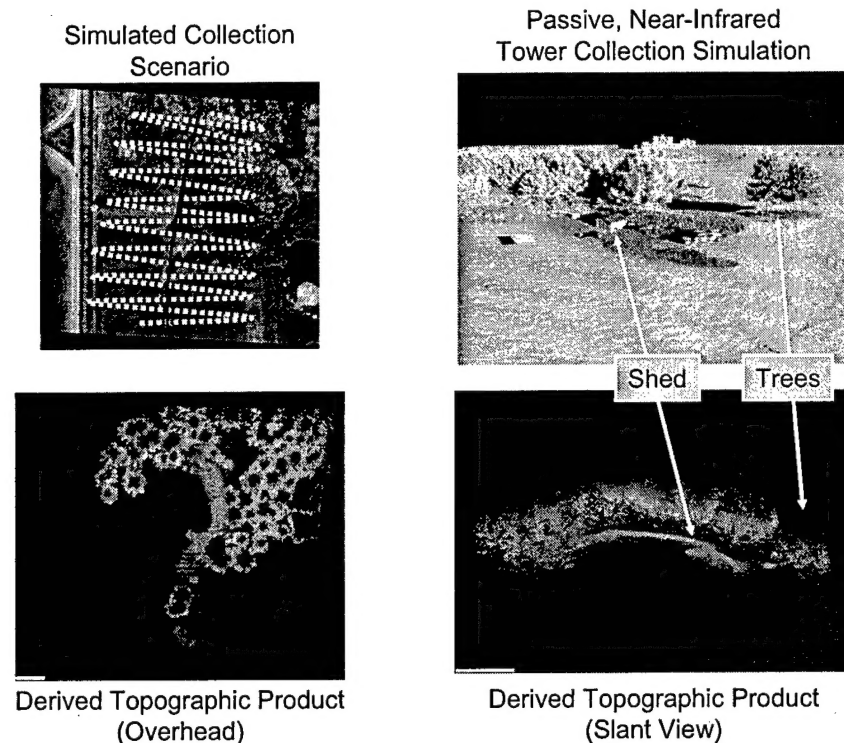 Simulated Collection
Scenario
Passive, Near-Infrared
Tower Collection Simulation
Shed
Trees
Derived Topographic Product
(Overhead)
Derived Topographic Product
(Slant View)